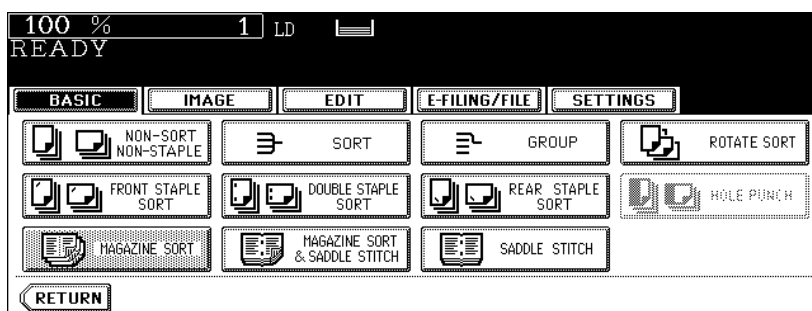 100 % 1 LD
READY
BASIC IMAGE EDIT E-FILING/FILE SETTINGS
NON-SORT
NON-STAPLE
SORT
GROUP
ROTATE SORT
FRONT STAPLE
SORT
DOUBLE STAPLE
SORT
REAR STAPLE
SORT
HOLE PUNCH
MAGAZINE SORT
MAGAZINE SORT
& SADDLE STITCH
SADDLE STITCH
RETURN